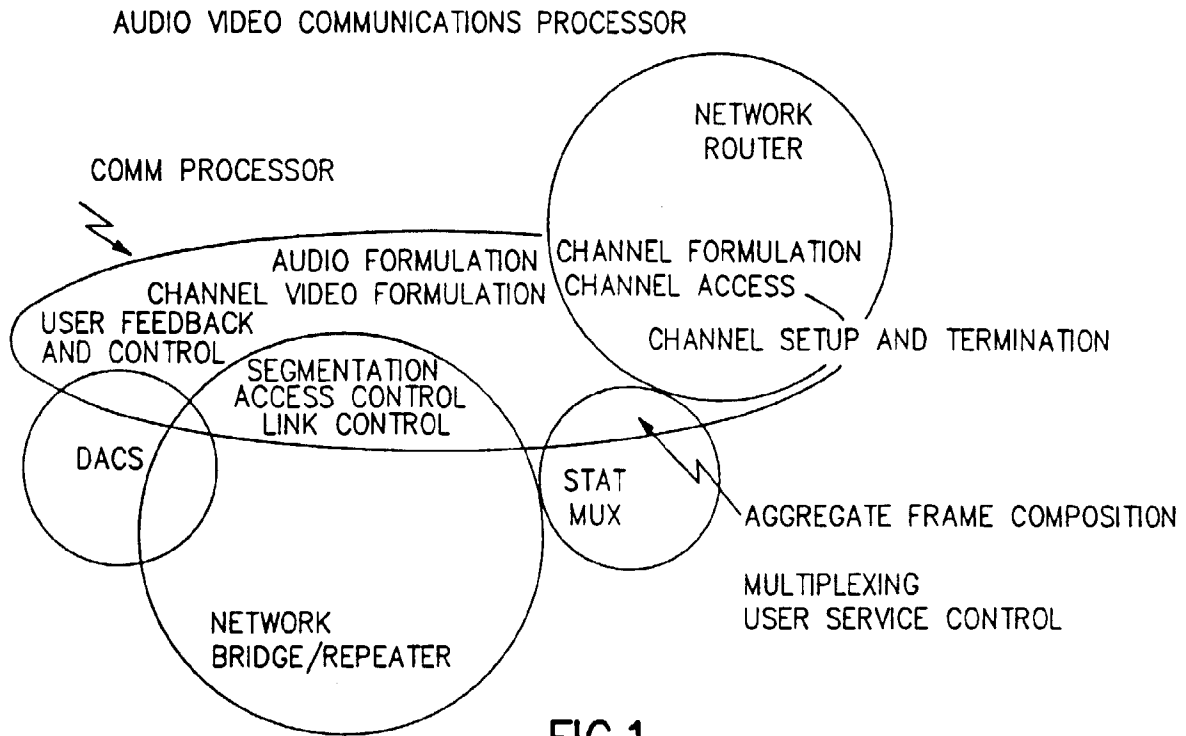 AUDIO VIDEO COMMUNICATIONS PROCESSOR
NETWORK
ROUTER
COMM PROCESSOR
AUDIO FORMULATION
CHANNEL VIDEO FORMULATION
CHANNEL FORMULATION
CHANNEL ACCESS
USER FEEDBACK
AND CONTROL
CHANNEL SETUP AND TERMINATION
SEGMENTATION
ACCESS CONTROL
LINK CONTROL
DACS
STAT
MUX
AGGREGATE FRAME COMPOSITION
MULTIPLEXING
USER SERVICE CONTROL
NETWORK
BRIDGE/REPEATER
FIG.1